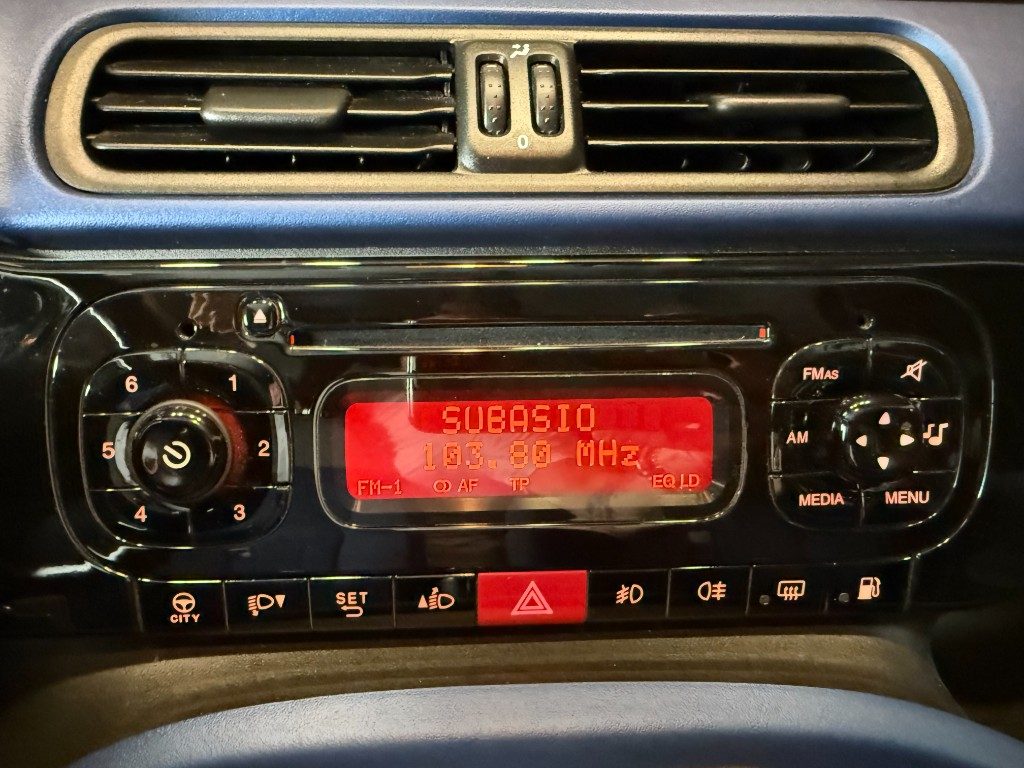 0
6 1
5 2
4 3
SUBASIO
103.80 MHz
FM-1 AF TP EQ LD
FMAS
AM
MEDIA MENU
CITY
SET